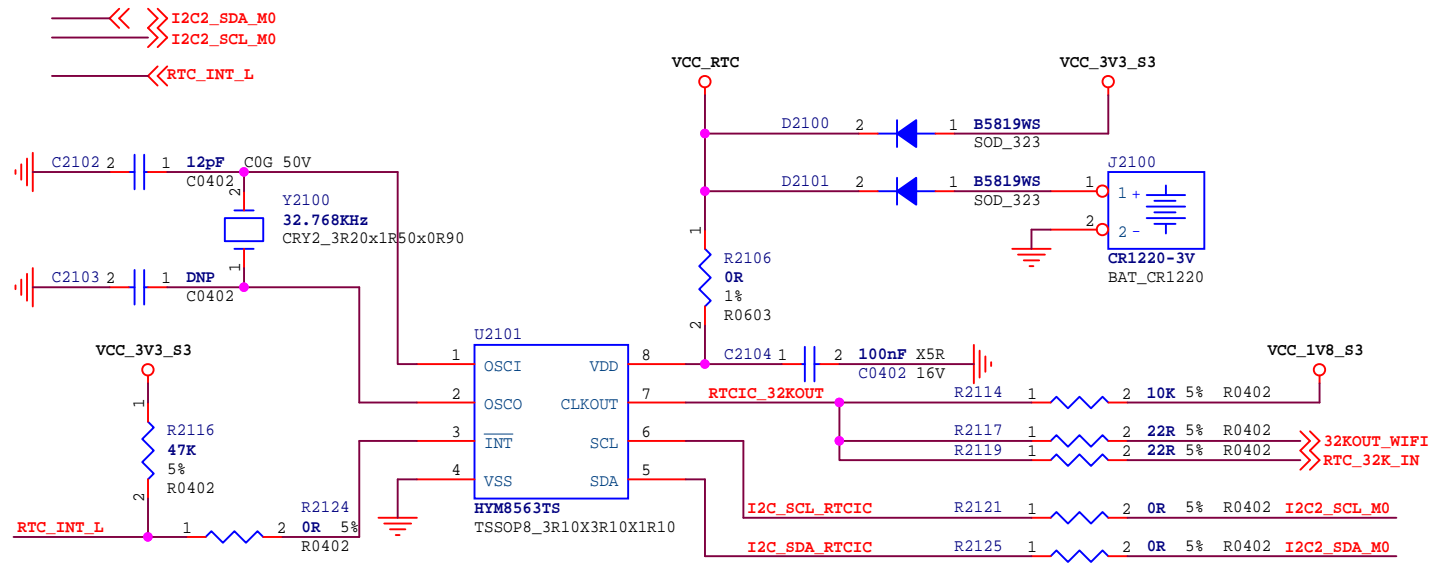 I2C2_SDA_M0
I2C2_SCL_M0
RTC_INT_L
VCC_RTC
VCC_3V3_S3
D2100 2 1 B5819WS
SOD_323
J2100
C2102 2 1 12pF C0G 50V
C0402
D2101 2 1 B5819WS
SOD_323
1 1 +
2 2 -
CR1220-3V
BAT_CR1220
2
Y2100
32.768KHz
CRY2_3R20x1R50x0R90
1
C2103 2 1 DNP
C0402
1
R2106
0R
1%
R0603
2
U2101
VCC_3V3_S3
1 OSCI VDD 8
C2104 1 2 100nF X5R
C0402 16V
VCC_1V8_S3
2 OSCO CLKOUT 7 RTCIC_32KOUT
R2114 1 2 10K 5% R0402
1
R2116
47K
5%
R0402
2
3 INT SCL 6
R2117 1 2 22R 5% R0402 32KOUT_WIFI
R2119 1 2 22R 5% R0402 RTC_32K_IN
4 VSS SDA 5
HYM8563TS
TSSOP8_3R10X3R10X1R10
R2124
RTC_INT_L 1 2 0R 5%
R0402
I2C_SCL_RTCIC R2121 1 2 0R 5% R0402 I2C2_SCL_M0
I2C_SDA_RTCIC R2125 1 2 0R 5% R0402 I2C2_SDA_M0